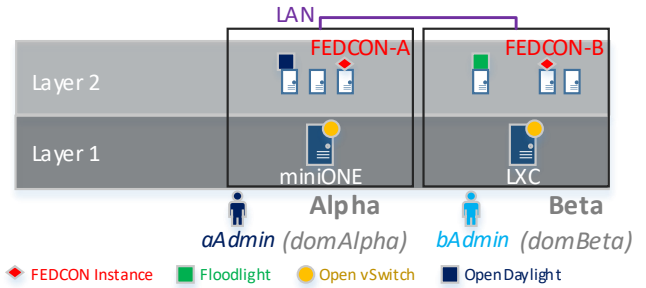 LAN
FEDCON-A FEDCON-B
Layer 2
Layer 1
miniONE LXC
Alpha Beta
aAdmin (domAlpha) bAdmin (domBeta)
FEDCON Instance Floodlight Open vSwitch OpenDaylight